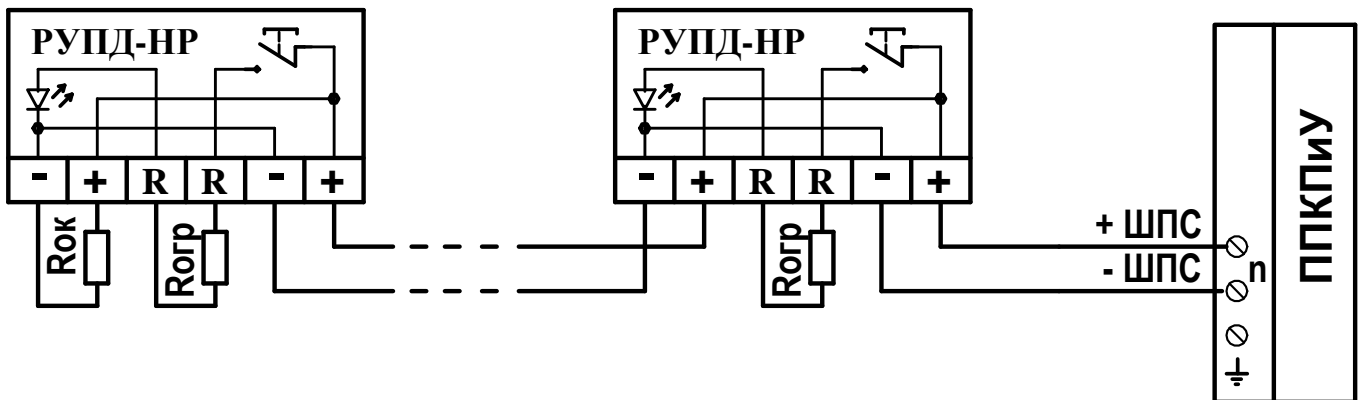 РУПД-НР
- + R R - +
Rок
Rогр
РУПД-НР
- + R R - +
Rогр
+ ШПС
- ШПС
n
ППКПиУ